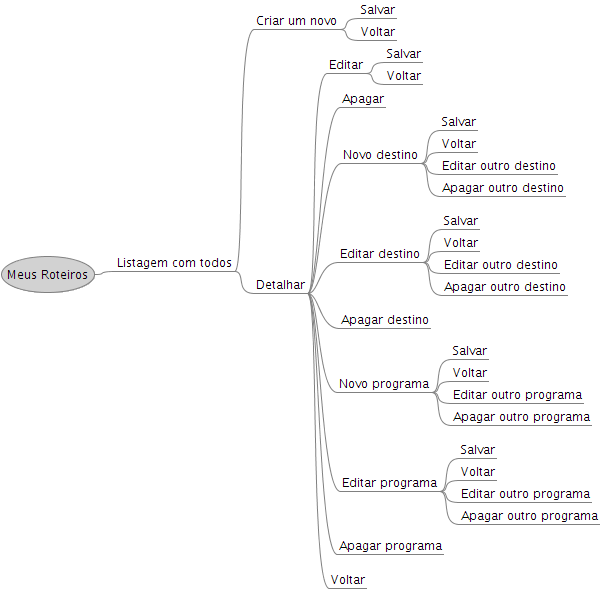 Meus Roteiros
Listagem com todos
Criar um novo
Salvar
Voltar
Detalhar
Editar
Salvar
Voltar
Apagar
Novo destino
Salvar
Voltar
Editar outro destino
Apagar outro destino
Editar destino
Salvar
Voltar
Editar outro destino
Apagar outro destino
Apagar destino
Novo programa
Salvar
Voltar
Editar outro programa
Apagar outro programa
Editar programa
Salvar
Voltar
Editar outro programa
Apagar outro programa
Apagar programa
Voltar